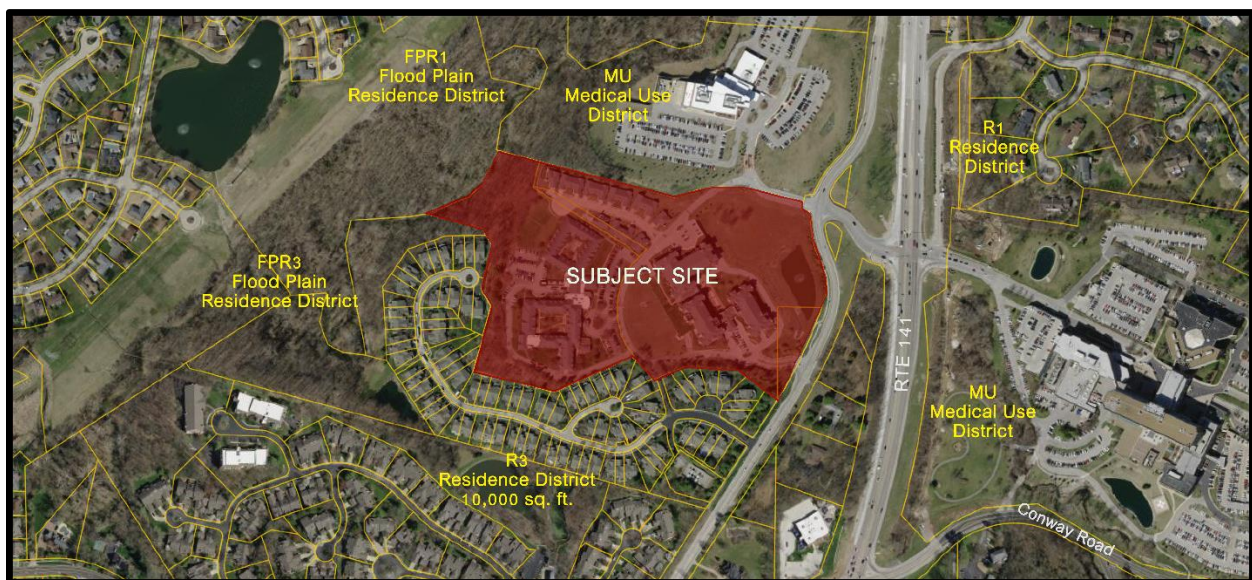 FPR1
Flood Plain
Residence District
MU
Medical Use
District
R1
Residence
District
FPR3
Flood Plain
Residence District
SUBJECT SITE
RTE 141
MU
Medical Use
District
R3
Residence District
10,000 sq. ft.
Conway Road